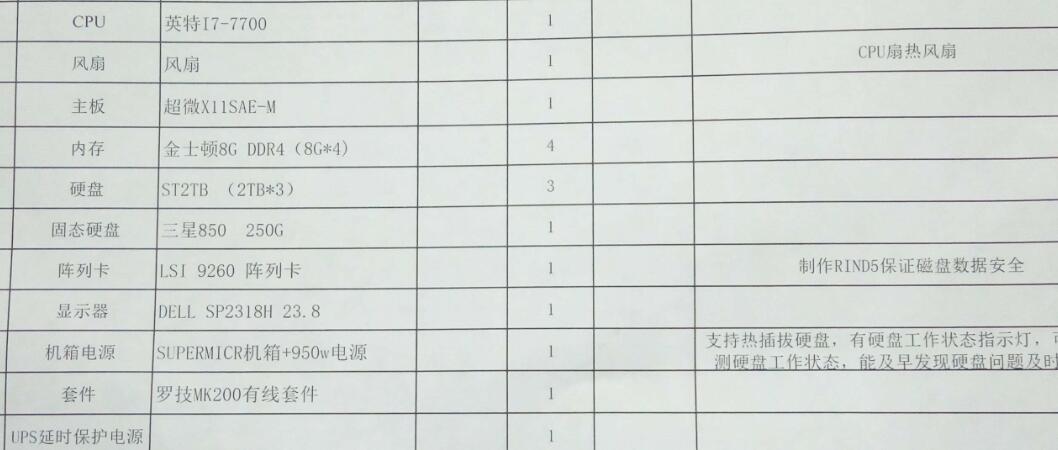 CPU 英特I7-7700 1
风扇 风扇 1 CPU扇热风扇
主板 超微X11SAE-M 1
内存 金士顿8G DDR4（8G*4) 4
硬盘 ST2TB （2TB*3） 3
固态硬盘 三星850 250G 1
阵列卡 LSI 9260 阵列卡 1 制作RIND5保证磁盘数据安全
显示器 DELL SP2318H 23.8 1
机箱电源 SUPERMICR机箱+950w电源 1 支持热插拔硬盘，有硬盘工作状态指示灯，
测硬盘工作状态，能及早发现硬盘问题及时
套件 罗技MK200有线套件 1
UPS延时保护电源 1